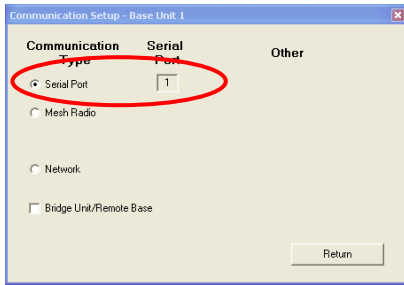 Communication Setup - Base Unit 1
Communication Type
Serial Port
Other
Serial Port
1
Mesh Radio
Network
Bridge Unit/Remote Base
Return